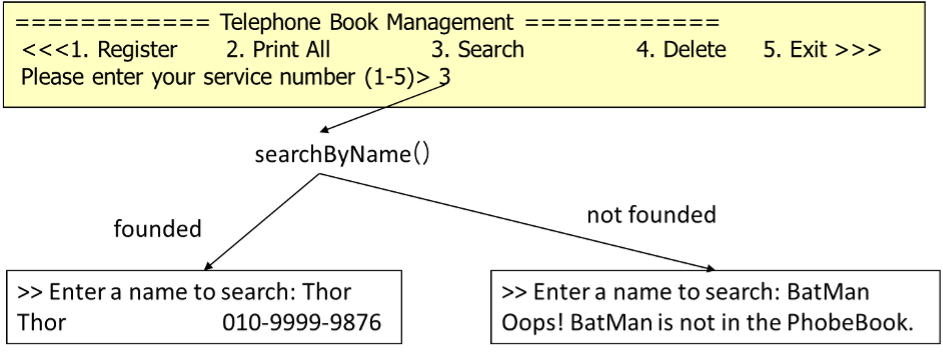 ============ Telephone Book Management ============
<<<1. Register 2. Print All 3. Search 4. Delete 5. Exit >>>
Please enter your service number (1-5)> 3
searchByName()
founded
not founded
>> Enter a name to search: Thor
Thor 010-9999-9876
>> Enter a name to search: BatMan
Oops! BatMan is not in the PhobeBook.